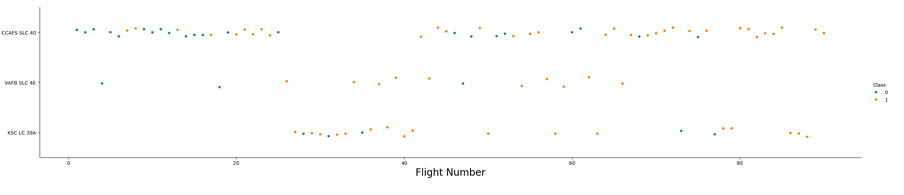 CCAFS SLC 40
VAFB SLC 4E
KSC LC 39A
0 20 40 60 80
Flight Number
Class
0
1